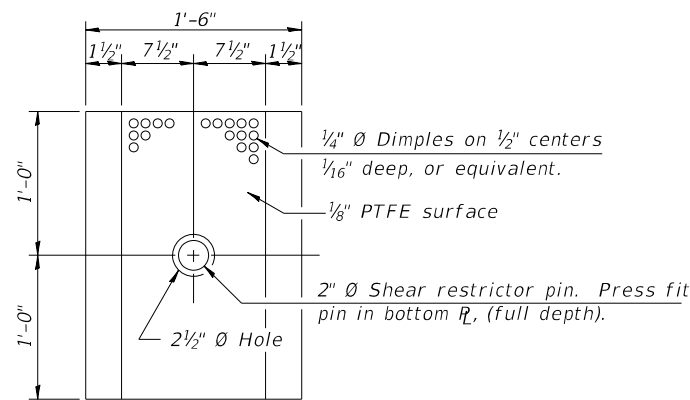 1'-6"
1½" 7½" 7½" 1½"
¼" Ø Dimples on ½" centers
1/16" deep, or equivalent.
1'-0"
⅛" PTFE surface
2" Ø Shear restrictor pin. Press fit
pin in bottom ℄, (full depth).
1'-0"
2½" Ø Hole